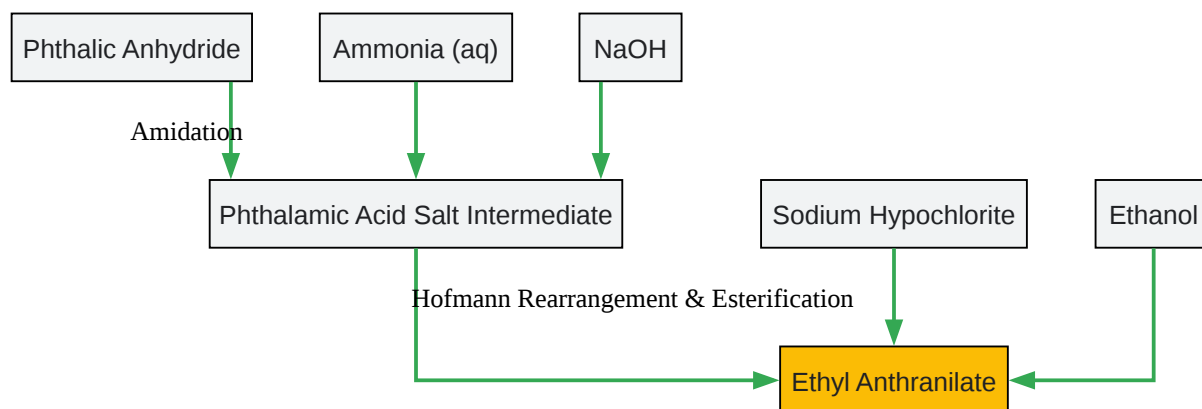 Phthalic Anhydride
Ammonia (aq)
NaOH
Amidation
Phthalamic Acid Salt Intermediate
Sodium Hypochlorite
Ethanol
Hofmann Rearrangement & Esterification
Ethyl Anthranilate